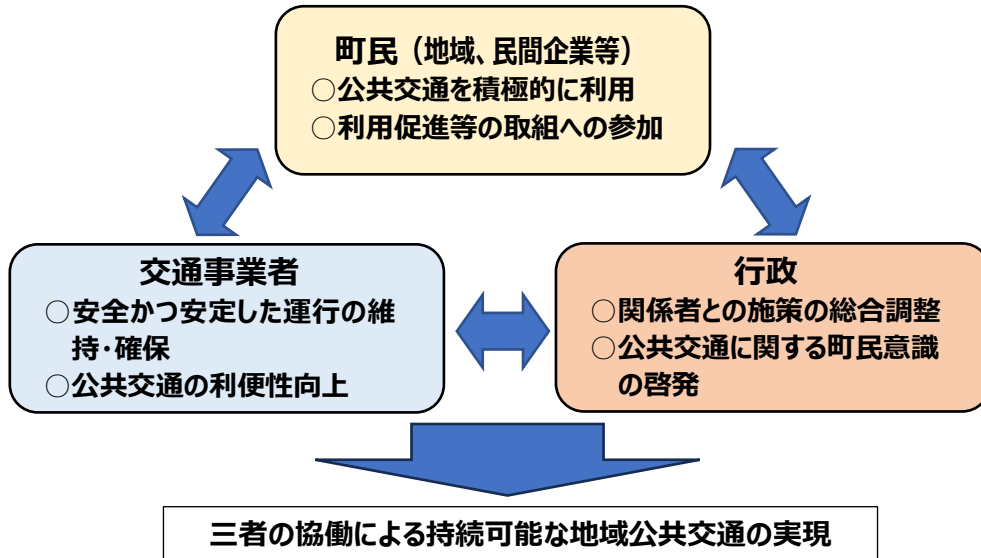 町民（地域、民間企業等）
○公共交通を積極的に利用
○利用促進等の取組への参加
交通事業者
○安全かつ安定した運行の維
持・確保
○公共交通の利便性向上
行政
○関係者との施策の総合調整
○公共交通に関する町民意識
の啓発
三者の協働による持続可能な地域公共交通の実現